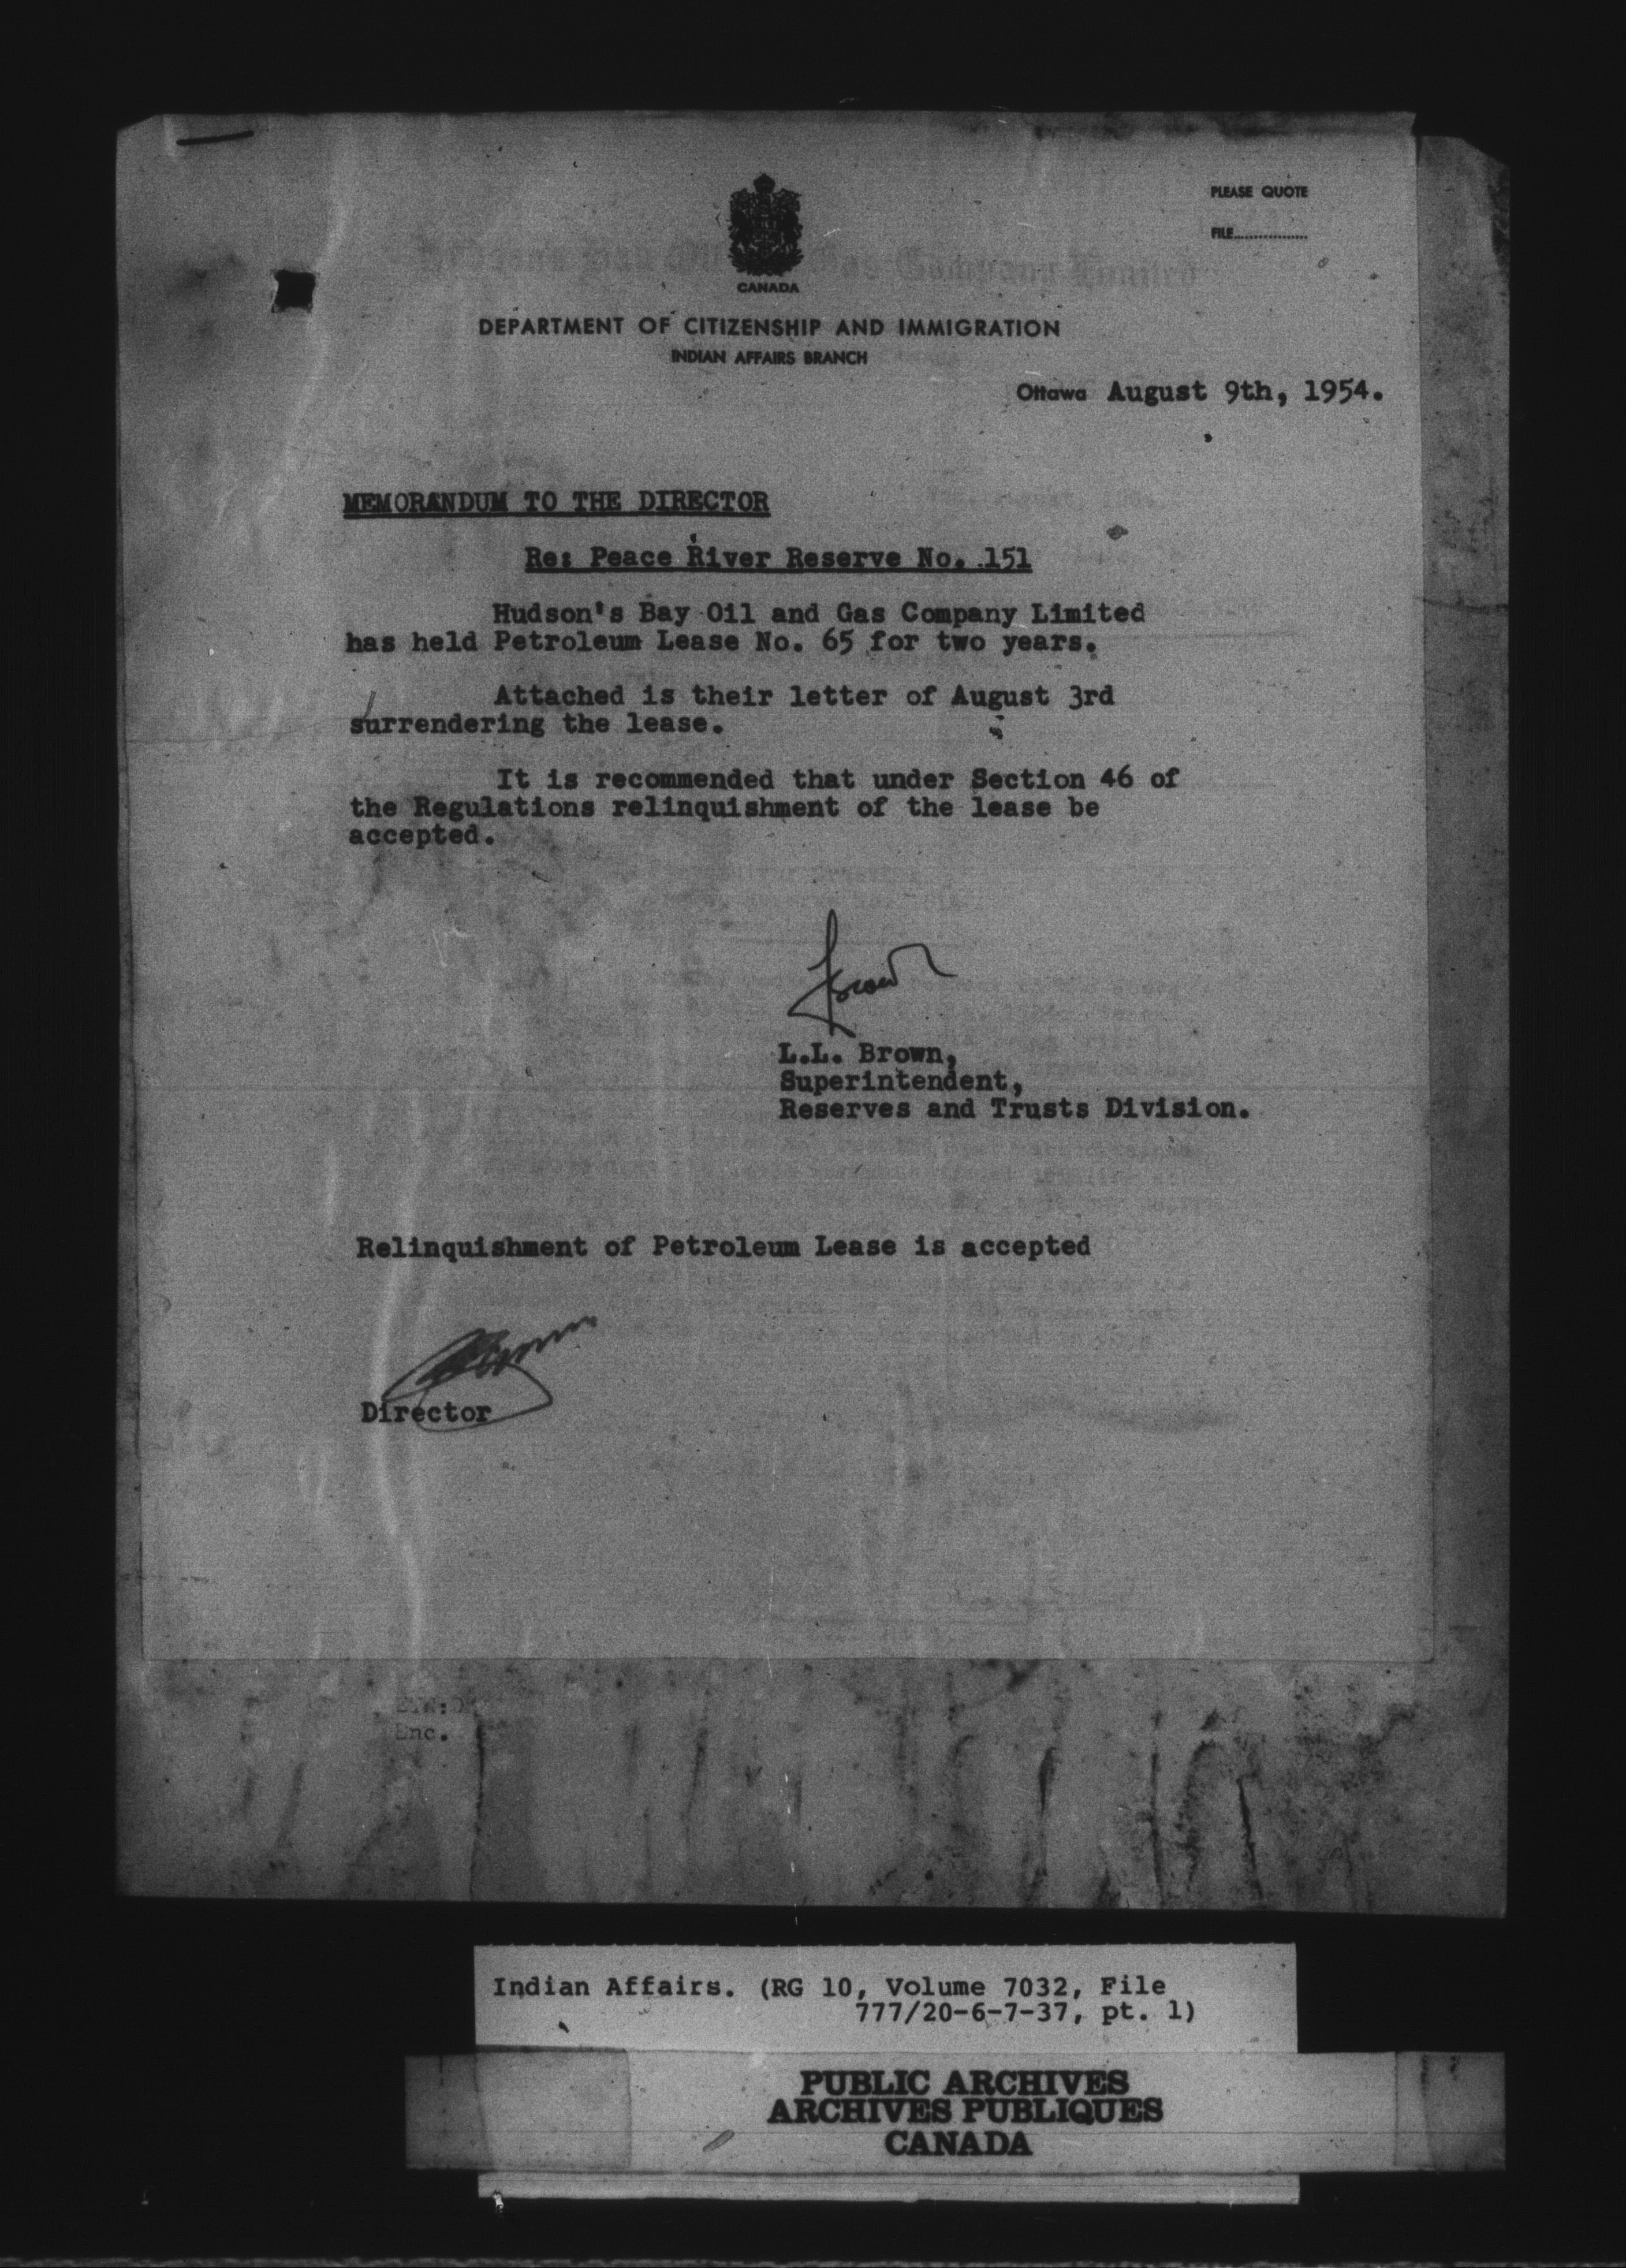 PLEASE QUOTE
FILE..................
CANADA
DEPARTMENT OF CITIZENSHIP AND IMMIGRATION
INDIAN AFFAIRS BRANCH
Ottawa August 9th, 1954.
MEMORANDUM TO THE DIRECTOR
Re: Peace River Reserve No. 151
Hudson's Bay Oil and Gas Company Limited
has held Petroleum Lease No. 65 for two years.
Attached is their letter of August 3rd
surrendering the lease.
It is recommended that under Section 46 of
the Regulations relinquishment of the lease be
accepted.
Brown
L.L. Brown,
Superintendent,
Reserves and Trusts Division.
Relinquishment of Petroleum Lease is accepted
Director
Enc.
Indian Affairs. (RG 10, Volume 7032, File
777/20-6-7-37, pt. 1)
PUBLIC ARCHIVES
ARCHIVES PUBLIQUES
CANADA